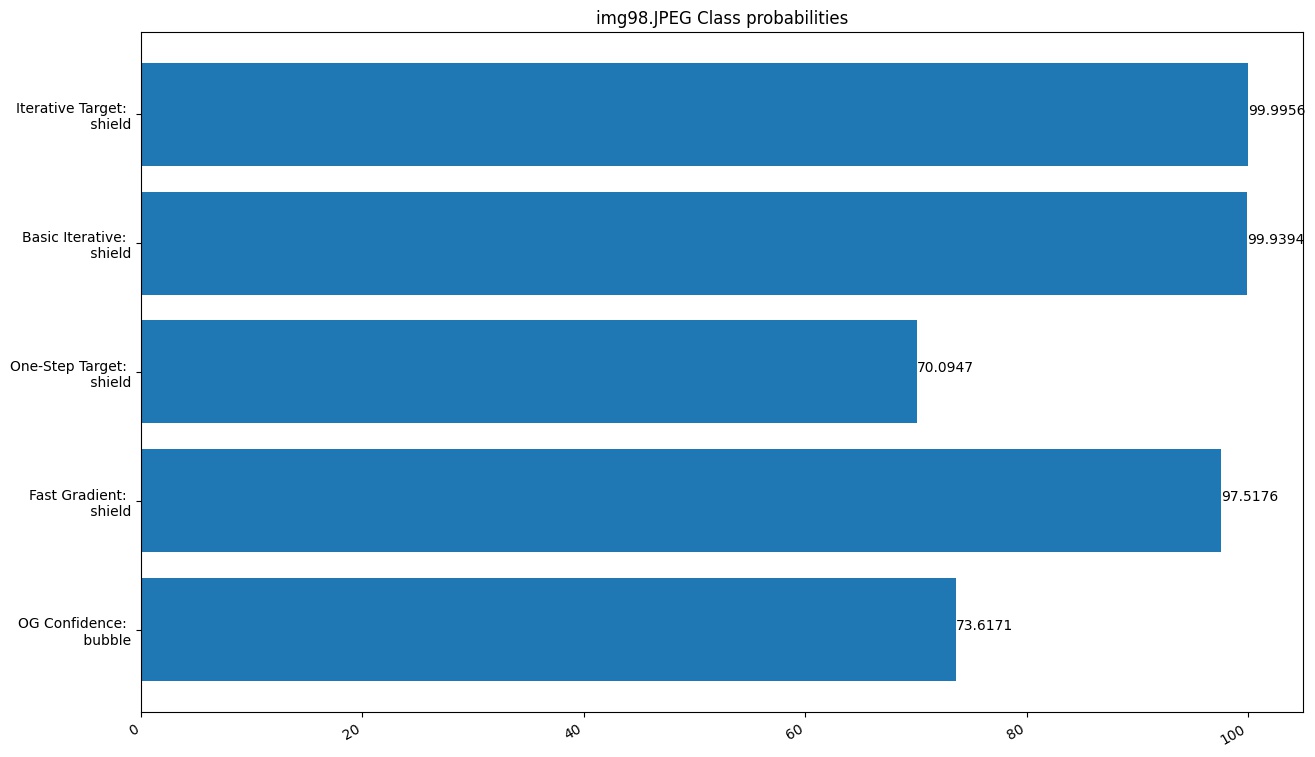 img98.JPEG Class probabilities
Iterative Target:
shield
99.9956
Basic Iterative:
shield
99.9394
One-Step Target:
shield
70.0947
Fast Gradient:
shield
97.5176
OG Confidence:
bubble
73.6171
0
20
40
60
80
100